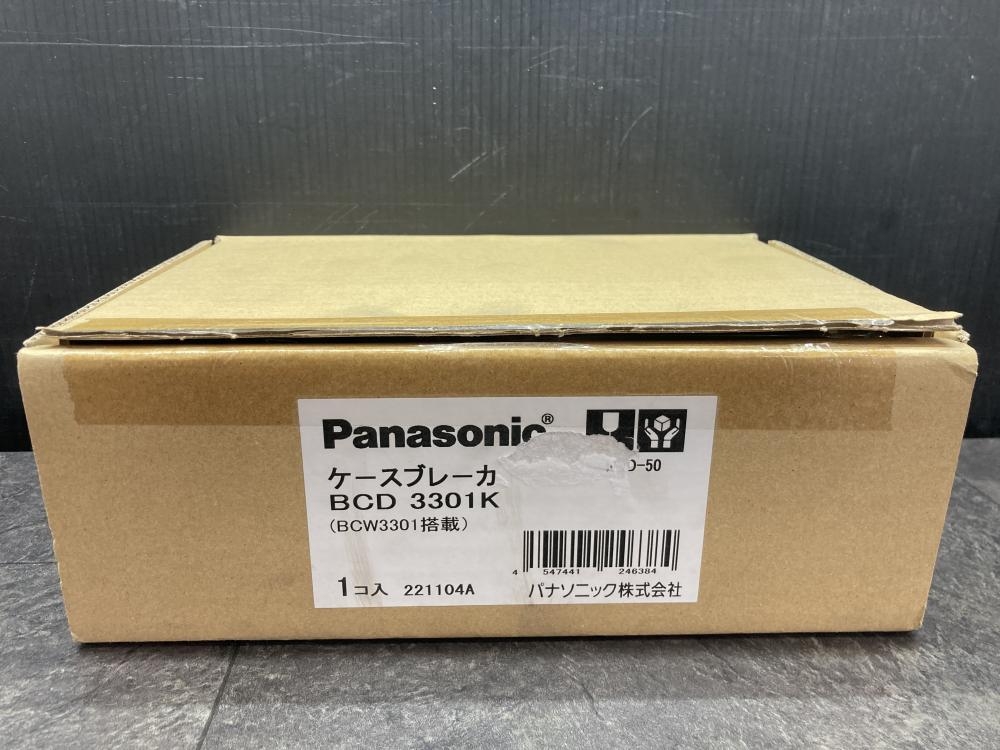 Panasonic®
ケースブレーカ
BCD 3301K
(BCW3301搭載)
1コ入 221104A
4 547441 246384
パナソニック株式会社